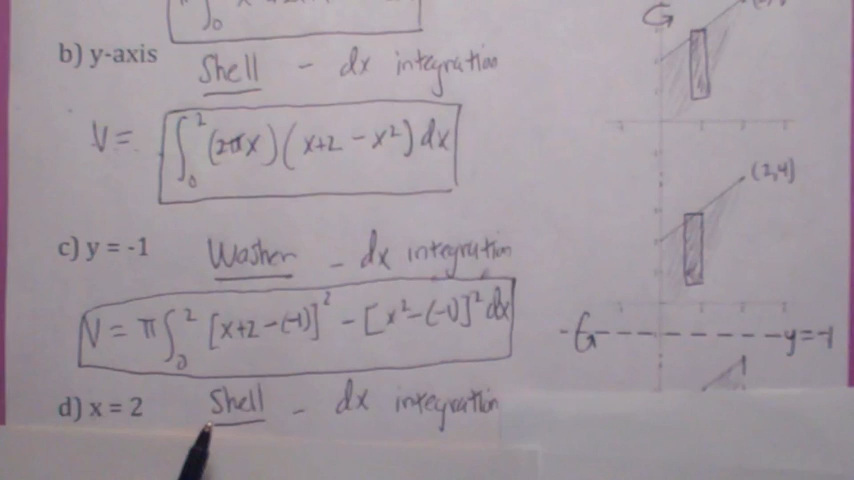 b) y-axis Shell - dx integration
V = ∫₀² (2πx)(x+2 - x²) dx
(2,4)
c) y = -1 Washer - dx integration
V = π∫₀² [x+2-(-1)]² - [x²-(-1)]² dx
y=-1
d) x = 2 Shell - dx integration